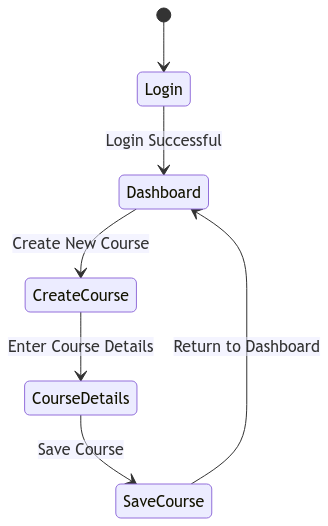 Login
Login Successful
Dashboard
Create New Course
CreateCourse
Enter Course Details
Return to Dashboard
CourseDetails
Save Course
SaveCourse